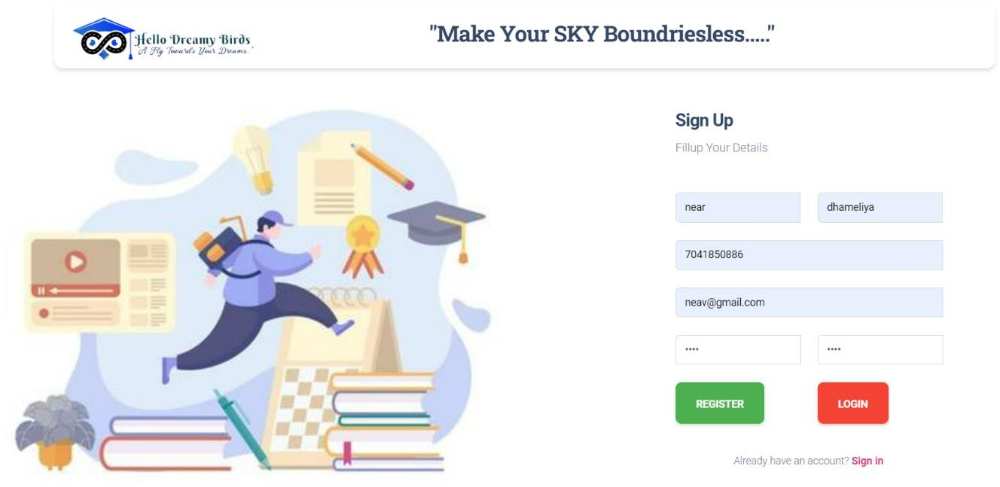 Hello Dreamy Birds
"A Fly Towards Your Dreams.."
"Make Your SKY Boundriesless....."
Sign Up
Fillup Your Details
near dhameliya
7041850886
neav@gmail.com
•••• ••••
REGISTER LOGIN
Already have an account? Sign in